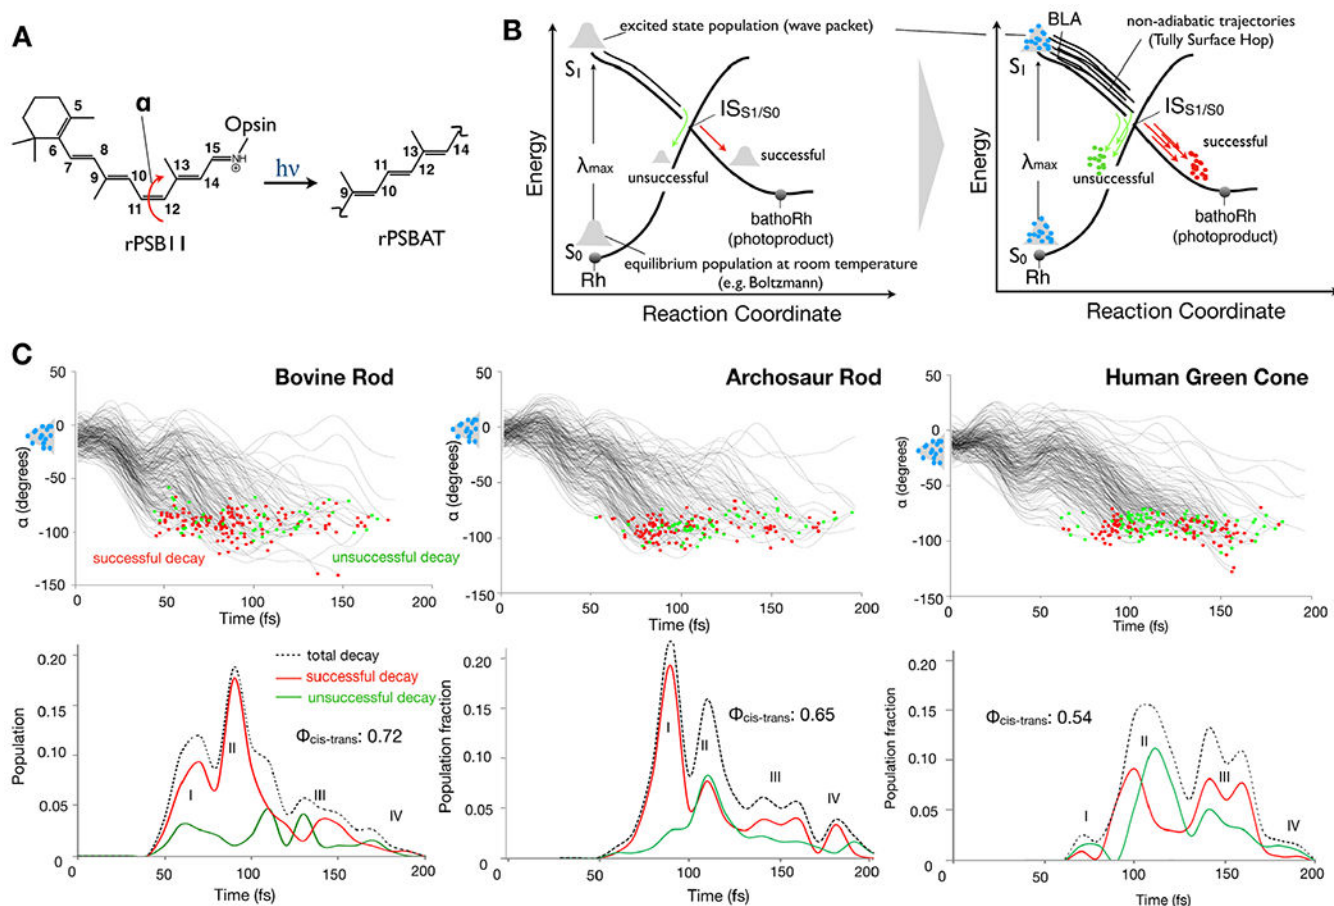 A
α
Opsin
5
6
7
8
9
10
11
12
13
14
15
NH
⊕
hν
9
10
11
12
13
14
rPSB11
rPSBAT
B
excited state population (wave packet)
S1
IS S1/S0
Energy
λmax
successful
unsuccessful
bathoRh
(photoproduct)
S0
equilibrium population at room temperature
(e.g. Boltzmann)
Rh
Reaction Coordinate
BLA
non-adiabatic trajectories
(Tully Surface Hop)
S1
IS S1/S0
Energy
λmax
successful
unsuccessful
bathoRh
(photoproduct)
S0
Rh
Reaction Coordinate
C
Bovine Rod
50
0
-50
-100
-150
α (degrees)
successful decay
unsuccessful decay
0
50
100
150
200
Time (fs)
Archosaur Rod
50
0
-50
-100
-150
α (degrees)
0
50
100
150
200
Time (fs)
Human Green Cone
50
0
-50
-100
-150
α (degrees)
0
50
100
150
200
Time (fs)
0.20
0.15
0.10
0.05
0
Population
total decay
successful decay
unsuccessful decay
Φcis-trans: 0.72
I
II
III
IV
0
50
100
150
200
Time (fs)
0.20
0.15
0.10
0.05
0
Population fraction
Φcis-trans: 0.65
I
II
III
IV
0
50
100
150
200
Time (fs)
0.20
0.15
0.10
0.05
0
Population fraction
Φcis-trans: 0.54
I
II
III
IV
0
50
100
150
200
Time (fs)